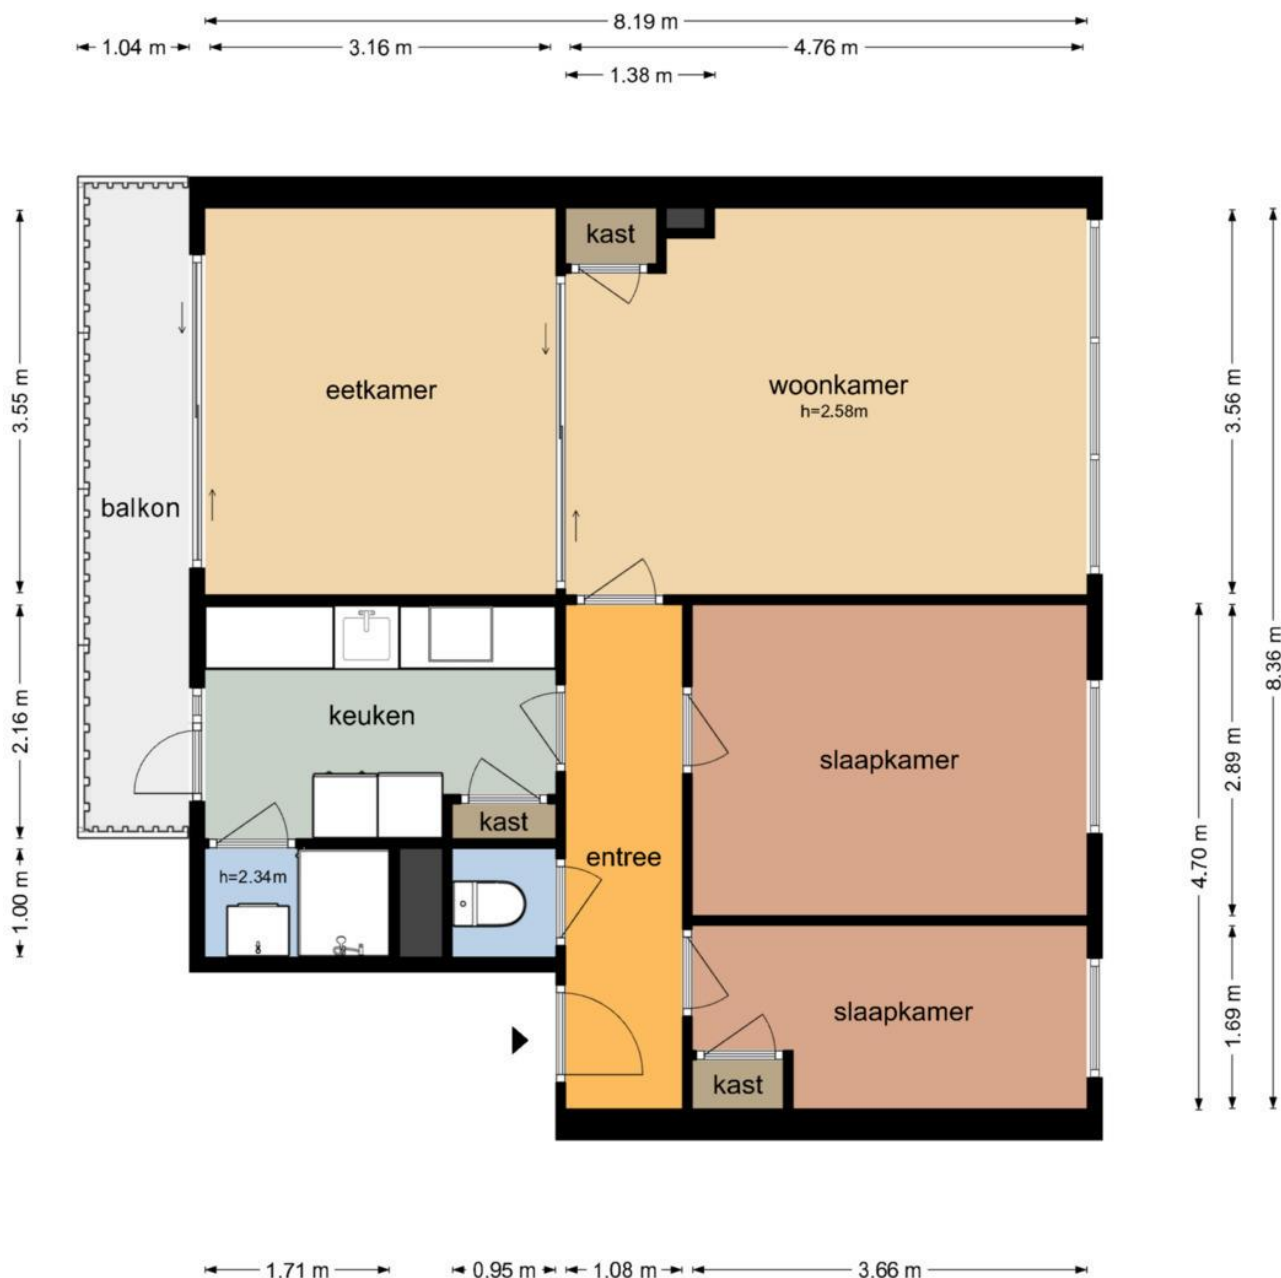 8.19 m
1.04 m
3.16 m
4.76 m
1.38 m
kast
eetkamer
woonkamer
h=2.58m
balkon
3.55 m
3.56 m
8.36 m
keuken
slaapkamer
2.16 m
2.89 m
kast
entree
4.70 m
h=2.34m
1.00 m
slaapkamer
1.69 m
kast
1.71 m
0.95 m
1.08 m
3.66 m